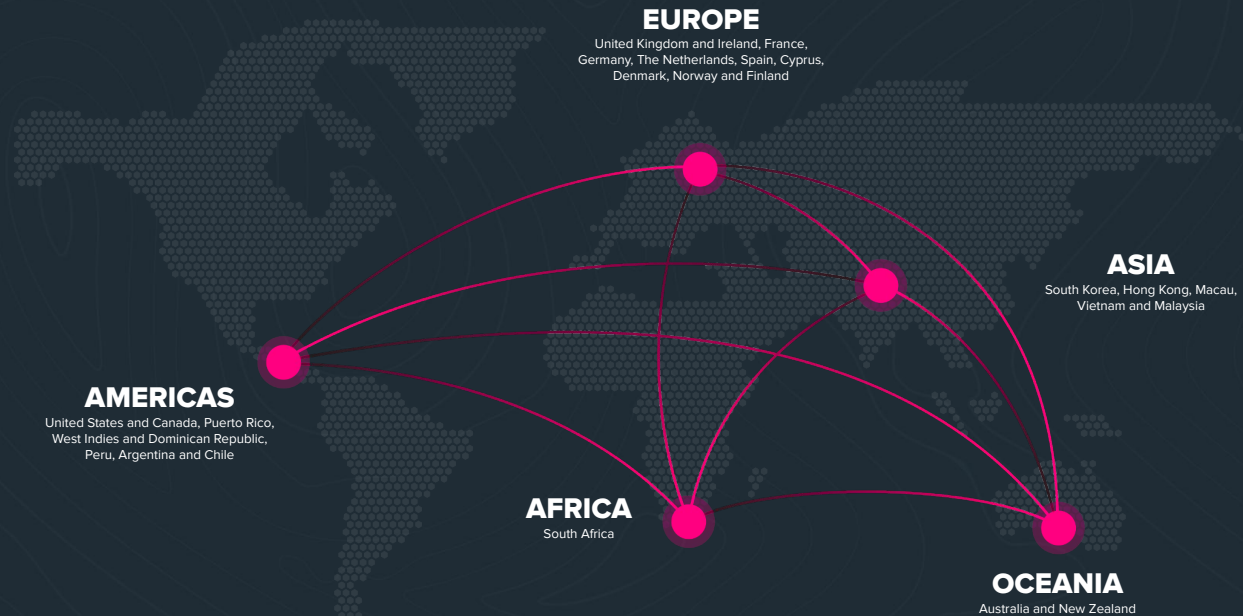 EUROPE
United Kingdom and Ireland, France,
Germany, The Netherlands, Spain, Cyprus,
Denmark, Norway and Finland
ASIA
South Korea, Hong Kong, Macau,
Vietnam and Malaysia
AMERICAS
United States and Canada, Puerto Rico,
West Indies and Dominican Republic,
Peru, Argentina and Chile
AFRICA
South Africa
OCEANIA
Australia and New Zealand